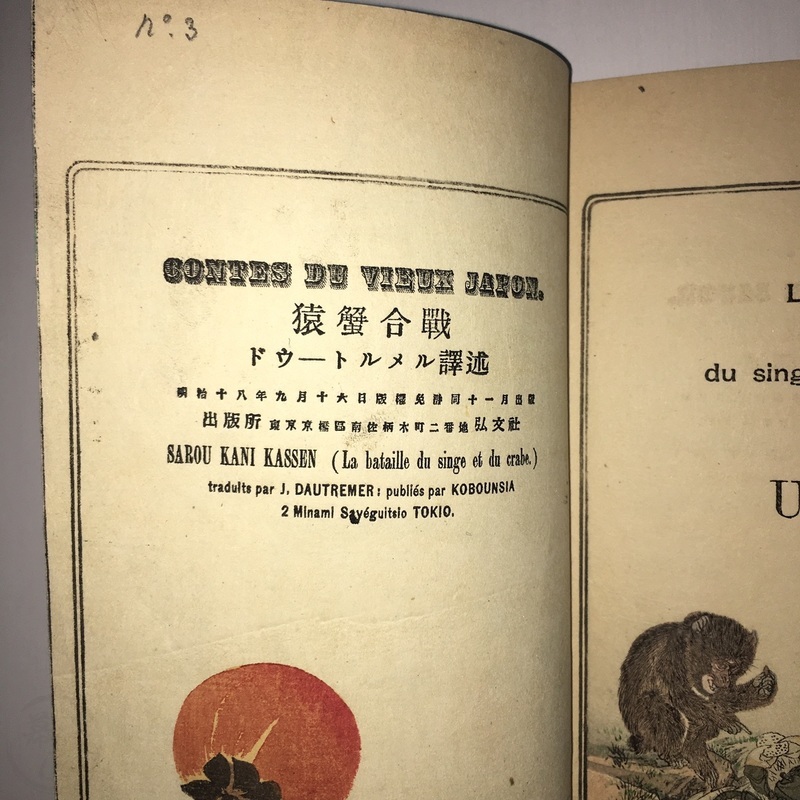 n° 3
CONTES DU VIEUX JAPON.
猿蟹合戰
ドウートルメル譯述
明治十八年九月十六日版權免許同十一月出版
出版所 東京京橋區南佐柄木町二番地 弘文社
SAROU KANI KASSEN (La bataille du singe et du crabe.)
traduits par J. DAUTREMER: publiés par KOBOUNSIA
2 Minami Sayéguitsio TOKIO.
L
du sing
U